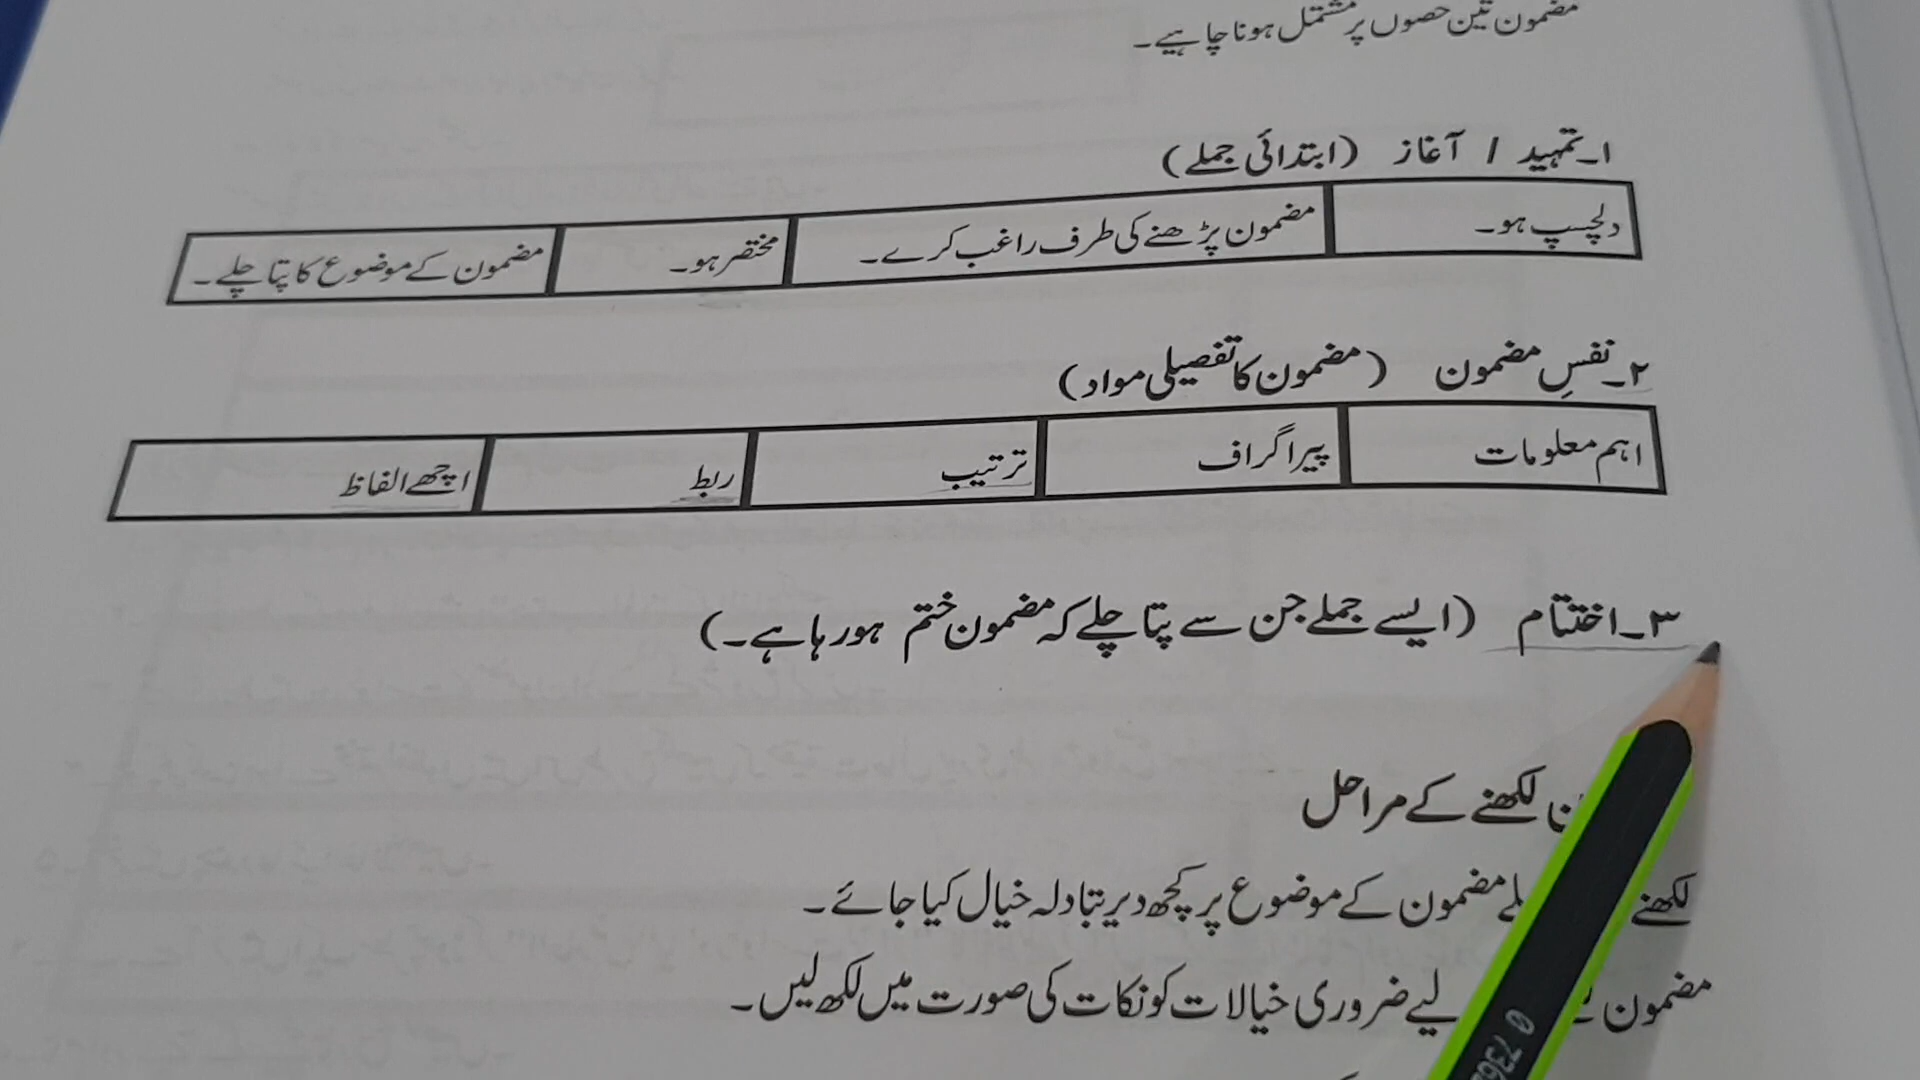 مضمون تین حصوں پر مشتمل ہونا چاہیے۔
۱۔ تمہید / آغاز (ابتدائی جملے)
دلچسپ ہو۔ مضمون پڑھنے کی طرف راغب کرے۔ مختصر ہو۔ مضمون کے موضوع کا پتا چلے۔
۲۔ نفسِ مضمون (مضمون کا تفصیلی مواد)
اہم معلومات پیراگراف ترتیب ربط اچھے الفاظ
۳۔ اختتام (ایسے جملے جن سے پتا چلے کہ مضمون ختم ہو رہا ہے۔)
لکھنے کے مراحل
لکھنے مضمون کے موضوع پر کچھ دیر تبادلہ خیال کیا جائے۔
مضمون لیے ضروری خیالات کو نکات کی صورت میں لکھ لیں۔